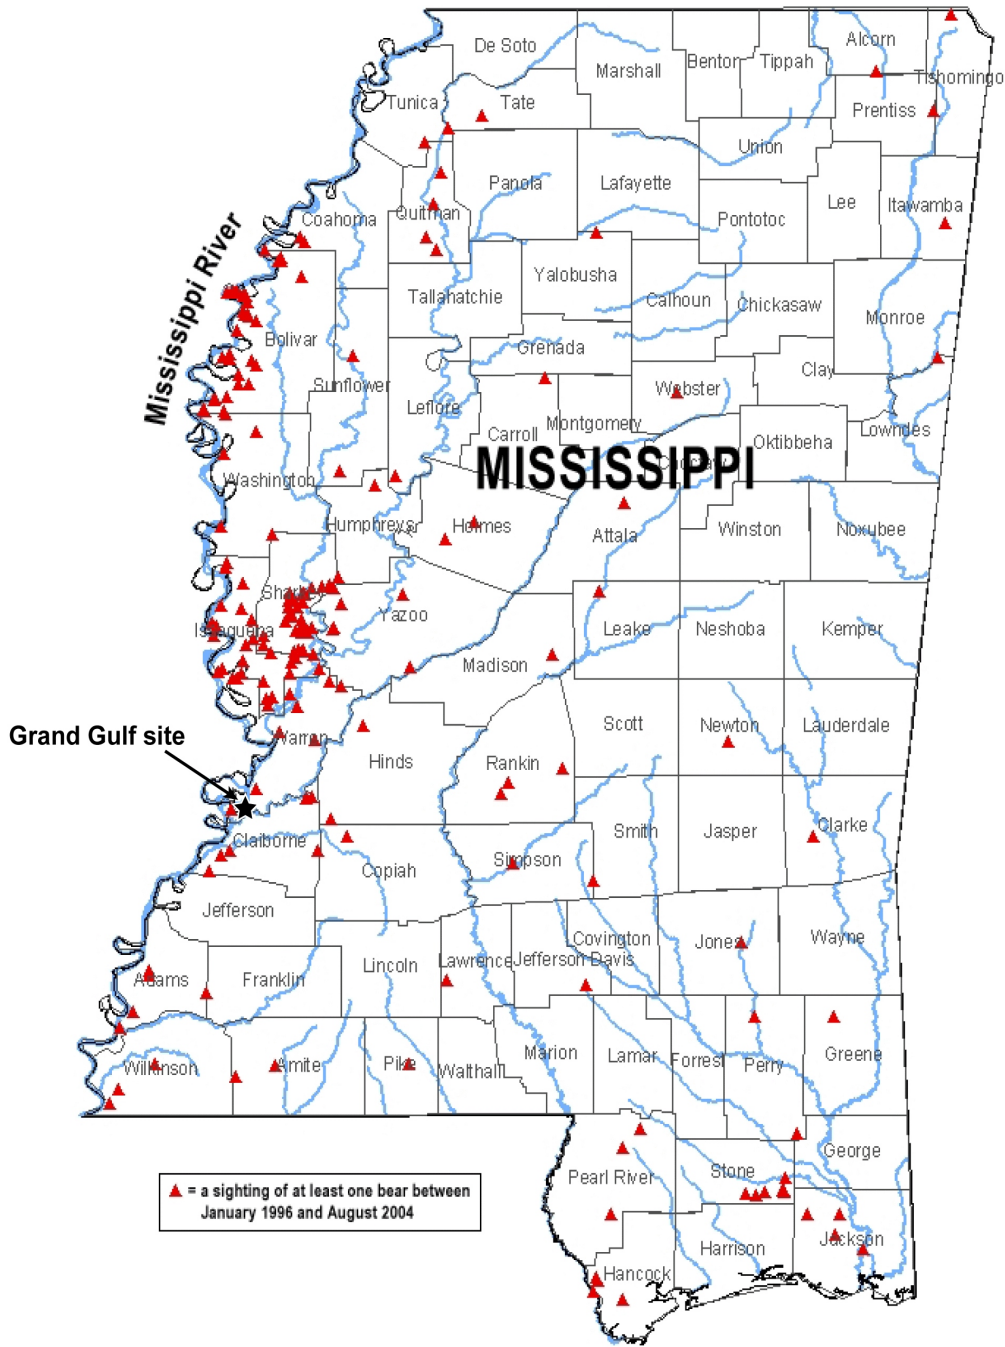 De Soto
Marshall
Benton
Tippah
Alcorn
Tishomingo
Tunica
Tate
Prentiss
Union
Panola
Lafayette
Lee
Itawamba
Coahoma
Quitman
Pontotoc
Mississippi River
Yalobusha
Tallahatchie
Calhoun
Chickasaw
Monroe
Bolivar
Grenada
Sunflower
Clay
Webster
Leflore
Montgomery
Carroll
Lowndes
Oktibbeha
MISSISSIPPI
Choctaw
Washington
Humphreys
Holmes
Attala
Winston
Noxubee
Sharkey
Yazoo
Issaquena
Leake
Neshoba
Kemper
Madison
Grand Gulf site
Warren
Scott
Newton
Lauderdale
Hinds
Rankin
Claiborne
Smith
Jasper
Clarke
Simpson
Copiah
Jefferson
Covington
Jones
Wayne
Adams
Franklin
Lincoln
Lawrence
Jefferson Davis
Wilkinson
Amite
Pike
Walthall
Marion
Lamar
Forrest
Perry
Greene
George
Pearl River
Stone
Jackson
Harrison
Hancock
= a sighting of at least one bear between
January 1996 and August 2004